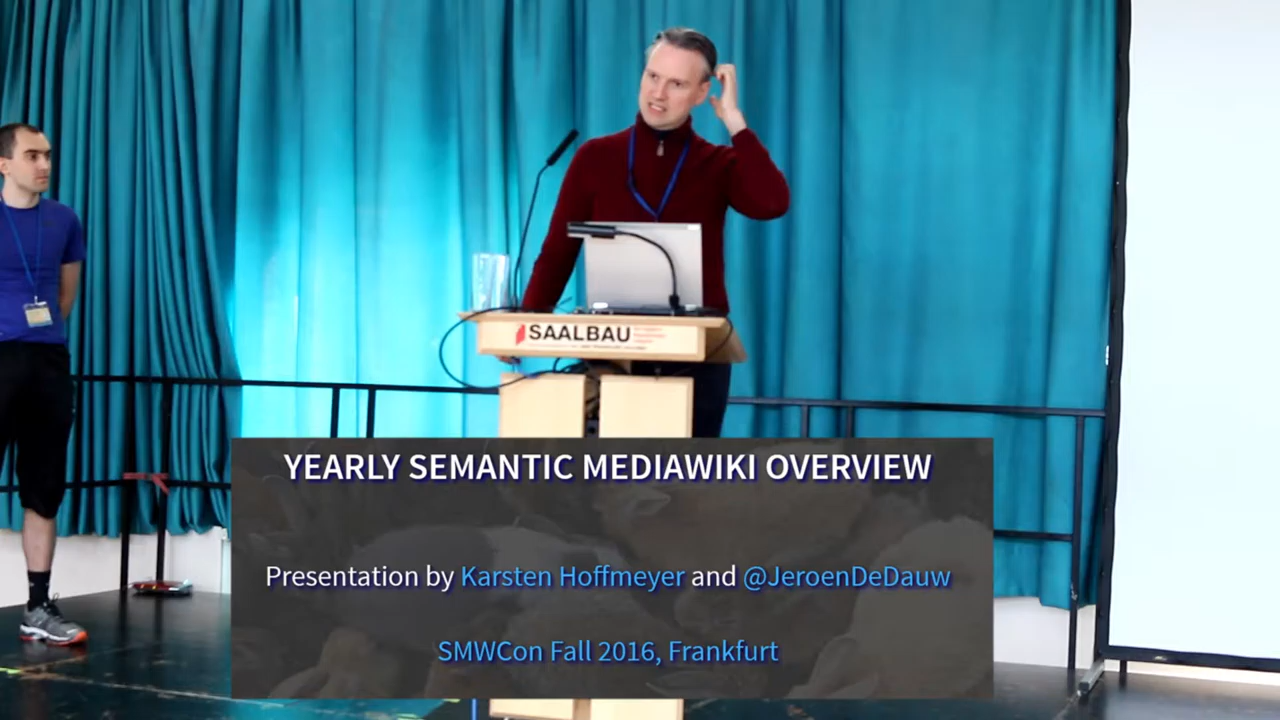 SAALBAU
YEARLY SEMANTIC MEDIAWIKI OVERVIEW
Presentation by Karsten Hoffmeyer and @JeroenDeDauw
SMWCon Fall 2016, Frankfurt